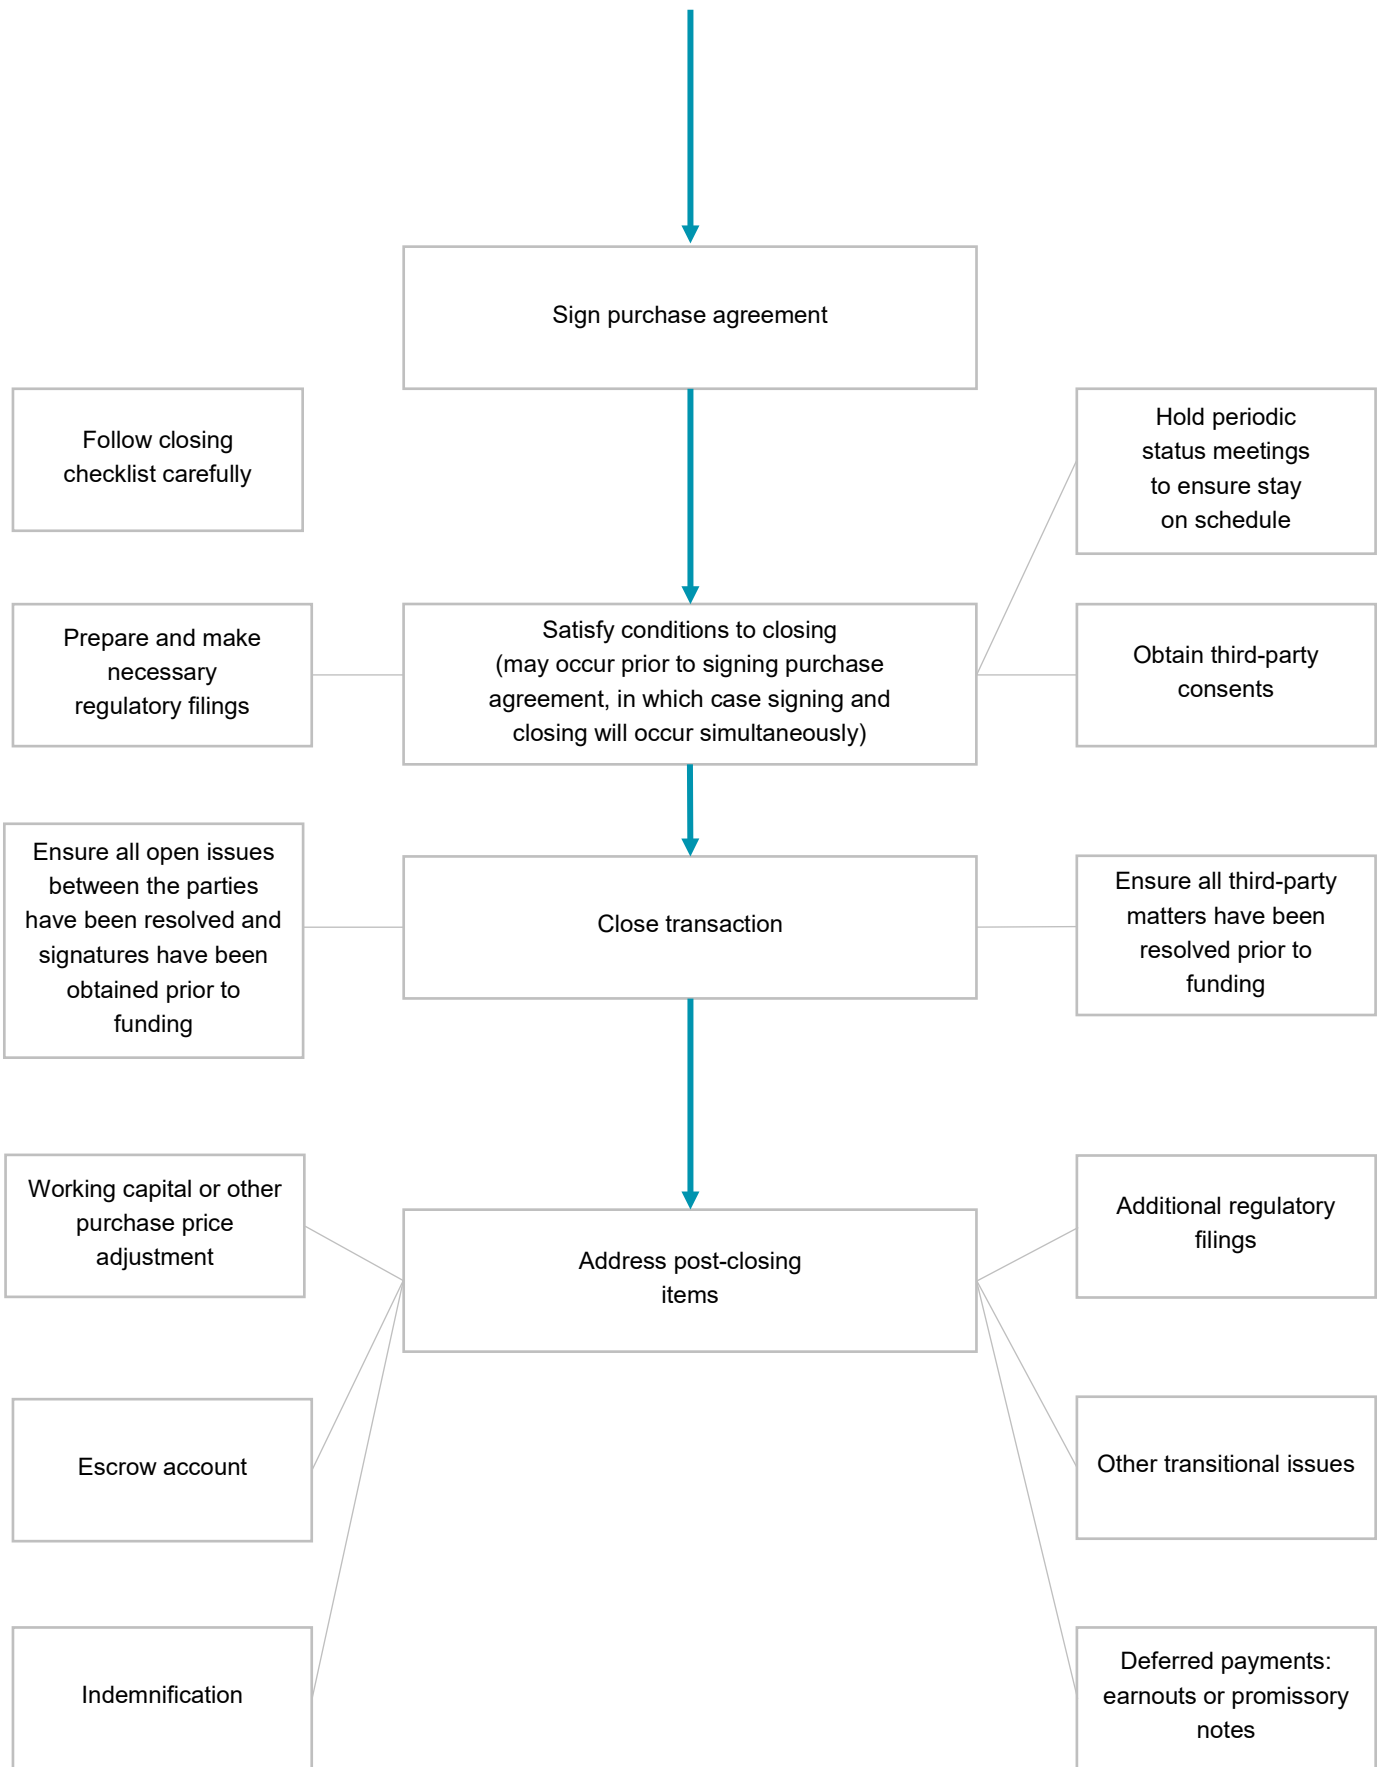 Sign purchase agreement
Follow closing
checklist carefully
Hold periodic
status meetings
to ensure stay
on schedule
Prepare and make
necessary
regulatory filings
Satisfy conditions to closing
(may occur prior to signing purchase
agreement, in which case signing and
closing will occur simultaneously)
Obtain third-party
consents
Ensure all open issues
between the parties
have been resolved and
signatures have been
obtained prior to
funding
Close transaction
Ensure all third-party
matters have been
resolved prior to
funding
Working capital or other
purchase price
adjustment
Address post-closing
items
Additional regulatory
filings
Escrow account
Other transitional issues
Indemnification
Deferred payments:
earnouts or promissory
notes